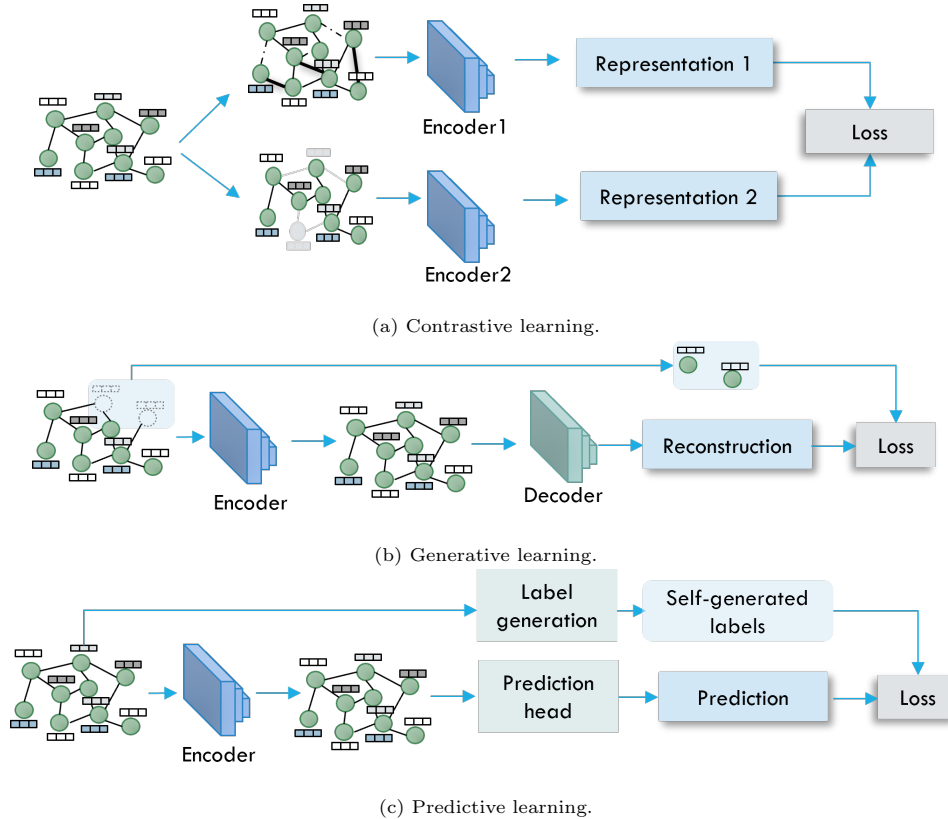 Encoder1
Representation 1
Loss
Encoder2
Representation 2
(a) Contrastive learning.
Encoder
Decoder
Reconstruction
Loss
(b) Generative learning.
Label
generation
Self-generated
labels
Encoder
Prediction
head
Prediction
Loss
(c) Predictive learning.